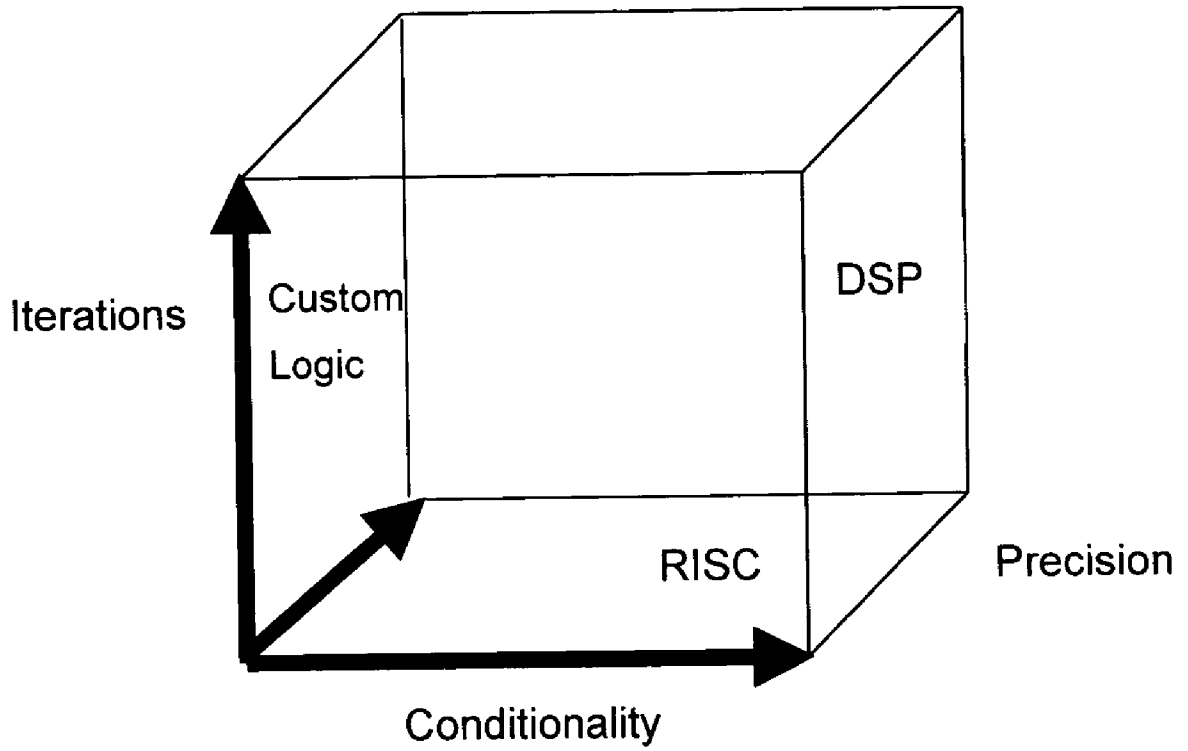 Iterations
Custom
Logic
DSP
RISC
Precision
Conditionality